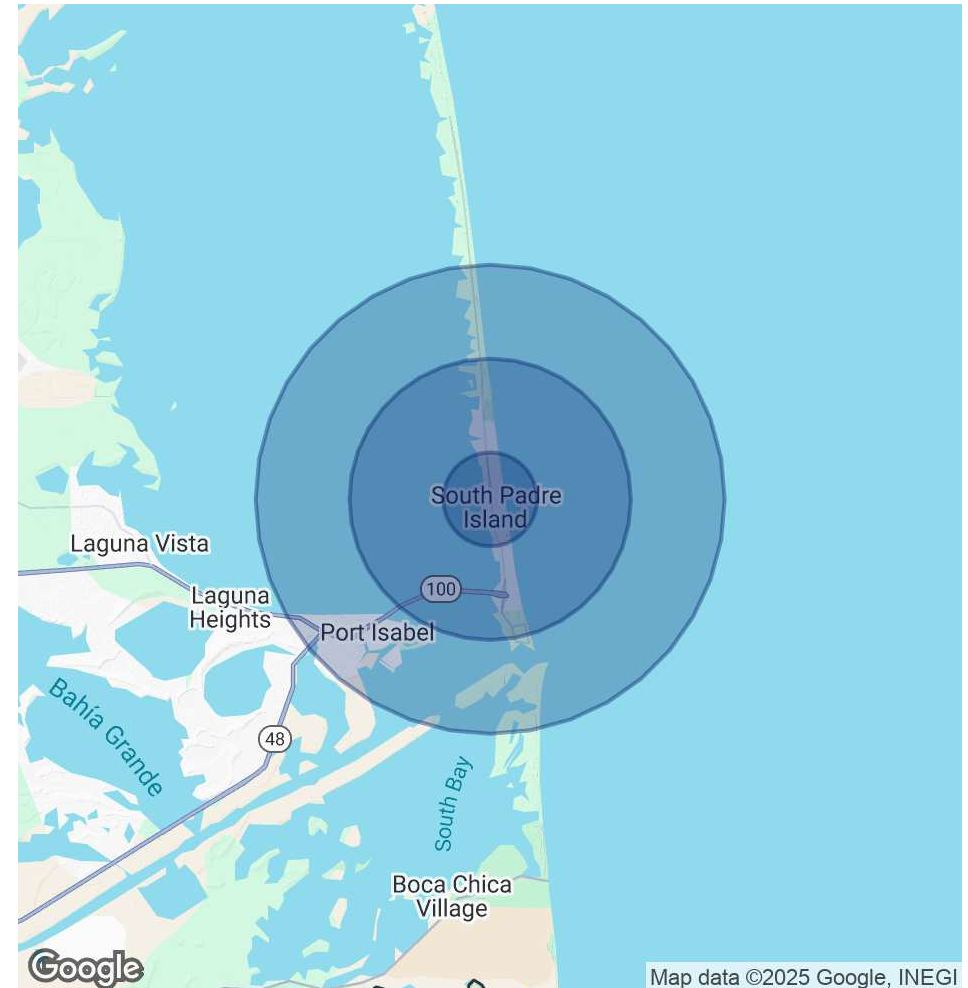 South Padre
Island
Laguna Vista
100
Laguna
Heights
Port Isabel
Bahía Grande
48
South Bay
Boca Chica
Village
Google
Map data ©2025 Google, INEGI